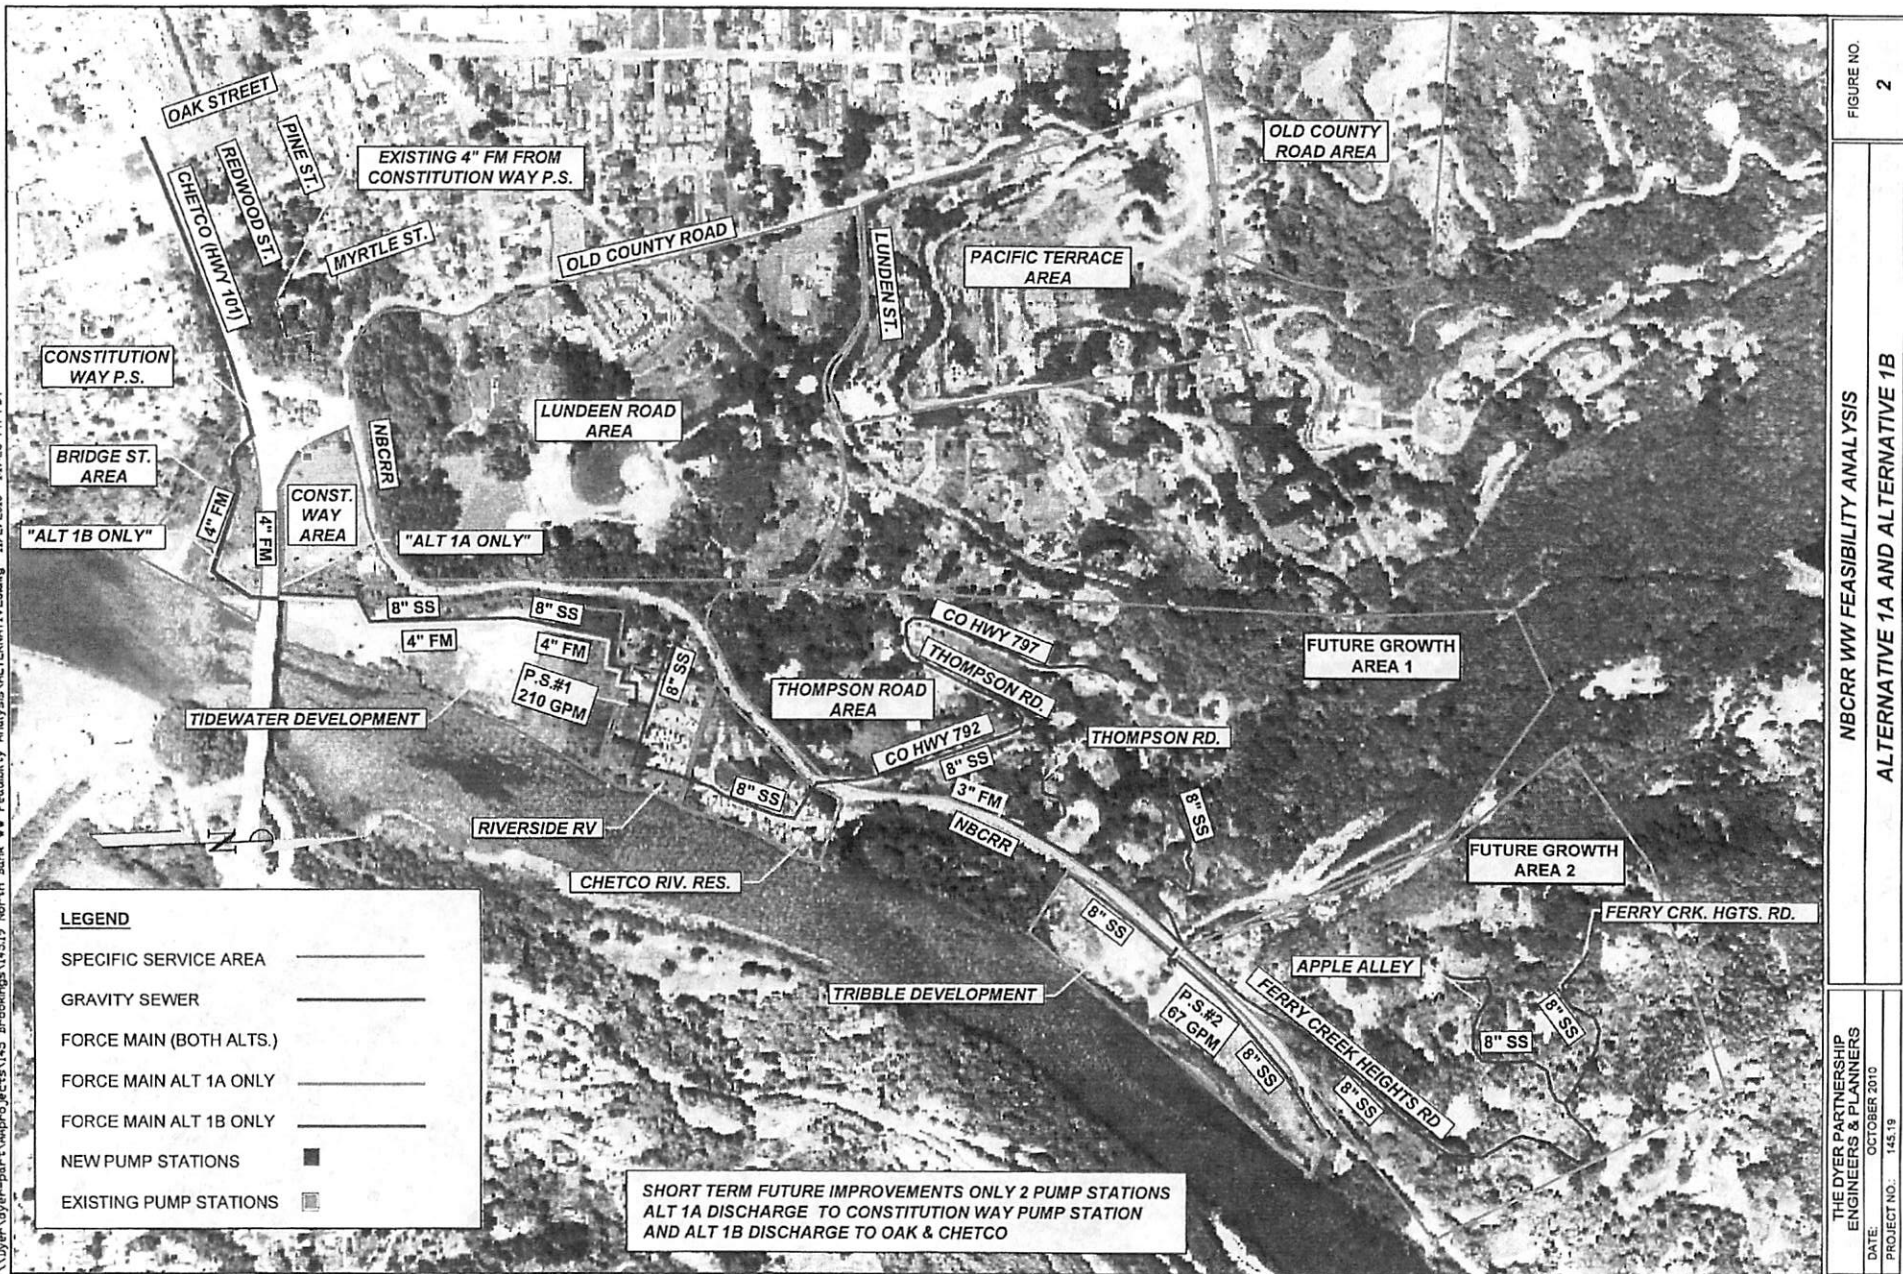 OAK STREET
PINE ST.
REDWOOD ST.
CHETCO (HWY 101)
EXISTING 4" FM FROM
CONSTITUTION WAY P.S.
MYRTLE ST.
OLD COUNTY ROAD
LUNDEN ST.
OLD COUNTY
ROAD AREA
PACIFIC TERRACE
AREA
CONSTITUTION
WAY P.S.
LUNDEEN ROAD
AREA
NBCRR
BRIDGE ST.
AREA
4" FM
4" FM
CONST.
WAY
AREA
"ALT 1B ONLY"
"ALT 1A ONLY"
8" SS
8" SS
4" FM
4" FM
8" SS
P.S.#1
210 GPM
TIDEWATER DEVELOPMENT
THOMPSON ROAD
AREA
CO HWY 797
THOMPSON RD.
CO HWY 792
THOMPSON RD.
8" SS
FUTURE GROWTH
AREA 1
8" SS
3" FM
NBCRR
8" SS
RIVERSIDE RV
CHETCO RIV. RES.
FUTURE GROWTH
AREA 2
FERRY CRK. HGTS. RD.
8" SS
TRIBBLE DEVELOPMENT
APPLE ALLEY
P.S.#2
67 GPM
FERRY CREEK HEIGHTS RD
8" SS
8" SS
8" SS
8" SS
N
LEGEND
SPECIFIC SERVICE AREA
GRAVITY SEWER
FORCE MAIN (BOTH ALTS.)
FORCE MAIN ALT 1A ONLY
FORCE MAIN ALT 1B ONLY
NEW PUMP STATIONS
EXISTING PUMP STATIONS
SHORT TERM FUTURE IMPROVEMENTS ONLY 2 PUMP STATIONS
ALT 1A DISCHARGE TO CONSTITUTION WAY PUMP STATION
AND ALT 1B DISCHARGE TO OAK & CHETCO
FIGURE NO.
2
NBCRR WW FEASIBILITY ANALYSIS
ALTERNATIVE 1A AND ALTERNATIVE 1B
THE DYER PARTNERSHIP
ENGINEERS & PLANNERS
DATE: OCTOBER 2010
PROJECT NO.: 145.19